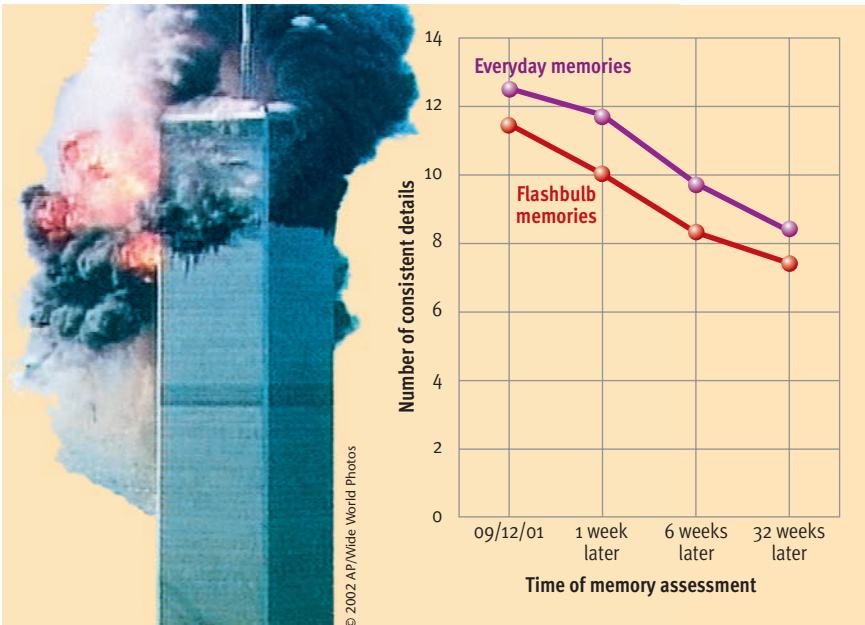 © 2002 AP/Wide World Photos
Number of consistent details
14
12
10
8
6
4
2
0
Everyday memories
Flashbulb
memories
09/12/01
1 week
later
6 weeks
later
32 weeks
later
Time of memory assessment